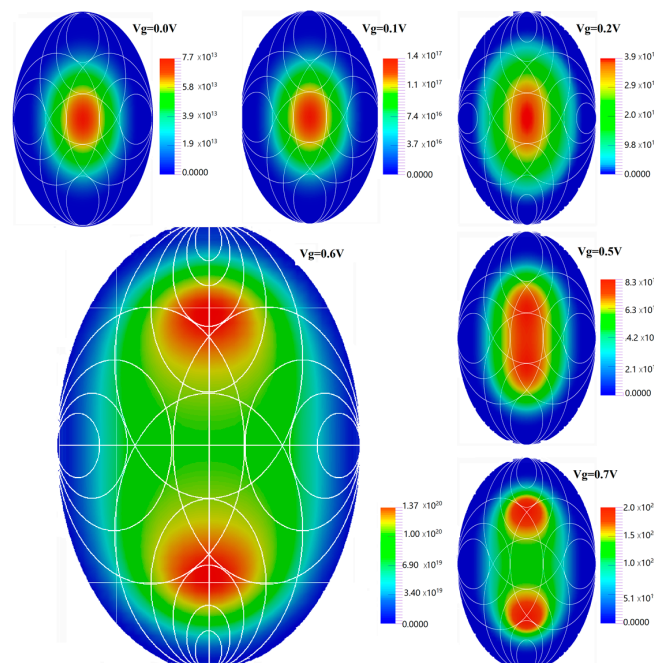 Vg=0.0V
7.7 x10¹³
5.8 x10¹³
3.9 x10¹³
1.9 x10¹³
0.0000
Vg=0.1V
1.4 x10¹⁷
1.1 x10¹⁷
7.4 x10¹⁶
3.7 x10¹⁶
0.0000
Vg=0.2V
3.9 x10¹
2.9 x10¹
2.0 x10¹
9.8 x10¹
0.0000
Vg=0.6V
1.37 x10²⁰
1.00 x10²⁰
6.90 x10¹⁹
3.40 x10¹⁹
0.0000
Vg=0.5V
8.3 x10¹
6.3 x10¹
4.2 x10¹
2.1 x10¹
0.0000
Vg=0.7V
2.0 x10²
1.5 x10²
1.0 x10²
5.1 x10¹
0.0000